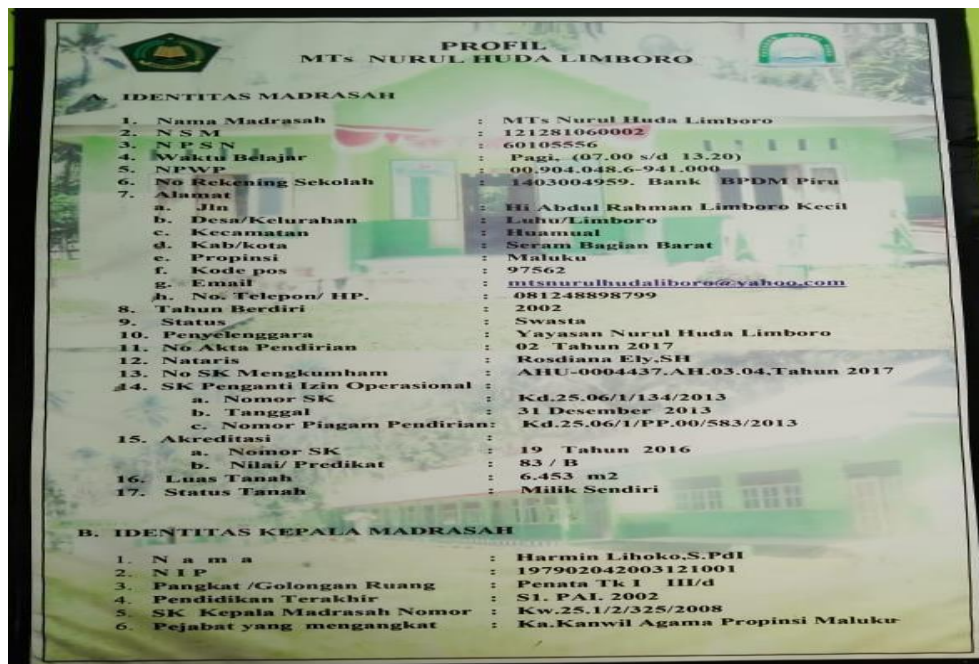 PROFIL
MTs NURUL HUDA LIMBORO
A. IDENTITAS MADRASAH
1. Nama Madrasah : MTs Nurul Huda Limboro
2. N S M : 121281060002
3. N P S N : 60105556
4. Waktu Belajar : Pagi, (07.00 s/d 13.20)
5. NPWP : 00.904.048.6-941.000
6. No Rekening Sekolah : 1403004959. Bank BPDM Piru
7. Alamat
a. Jln : Hi Abdul Rahman Limboro Kecil
b. Desa/Kelurahan : Luhu/Limboro
c. Kecamatan : Huamual
d. Kab/kota : Seram Bagian Barat
e. Propinsi : Maluku
f. Kode pos : 97562
g. Email : mtsnurulhudaliboro@yahoo.com
h. No. Telepon/ HP. : 081248898799
8. Tahun Berdiri : 2002
9. Status : Swasta
10. Penyelenggara : Yayasan Nurul Huda Limboro
11. No Akta Pendirian : 02 Tahun 2017
12. Nataris : Rosdiana Ely,SH
13. No SK Mengkumham : AHU-0004437.AH.03.04,Tahun 2017
14. SK Penganti Izin Operasional :
a. Nomor SK : Kd.25.06/1/134/2013
b. Tanggal : 31 Desember 2013
c. Nomor Piagam Pendirian: Kd.25.06/1/PP.00/583/2013
15. Akreditasi :
a. Nomor SK : 19 Tahun 2016
b. Nilai/ Predikat : 83 / B
16. Luas Tanah : 6.453 m2
17. Status Tanah : Milik Sendiri
B. IDENTITAS KEPALA MADRASAH
1. N a m a : Harmin Lihoko,S.PdI
2. N I P : 197902042003121001
3. Pangkat /Golongan Ruang : Penata Tk I III/d
4. Pendidikan Terakhir : S1. PAI. 2002
5. SK Kepala Madrasah Nomor : Kw.25.1/2/325/2008
6. Pejabat yang mengangkat : Ka.Kanwil Agama Propinsi Maluku